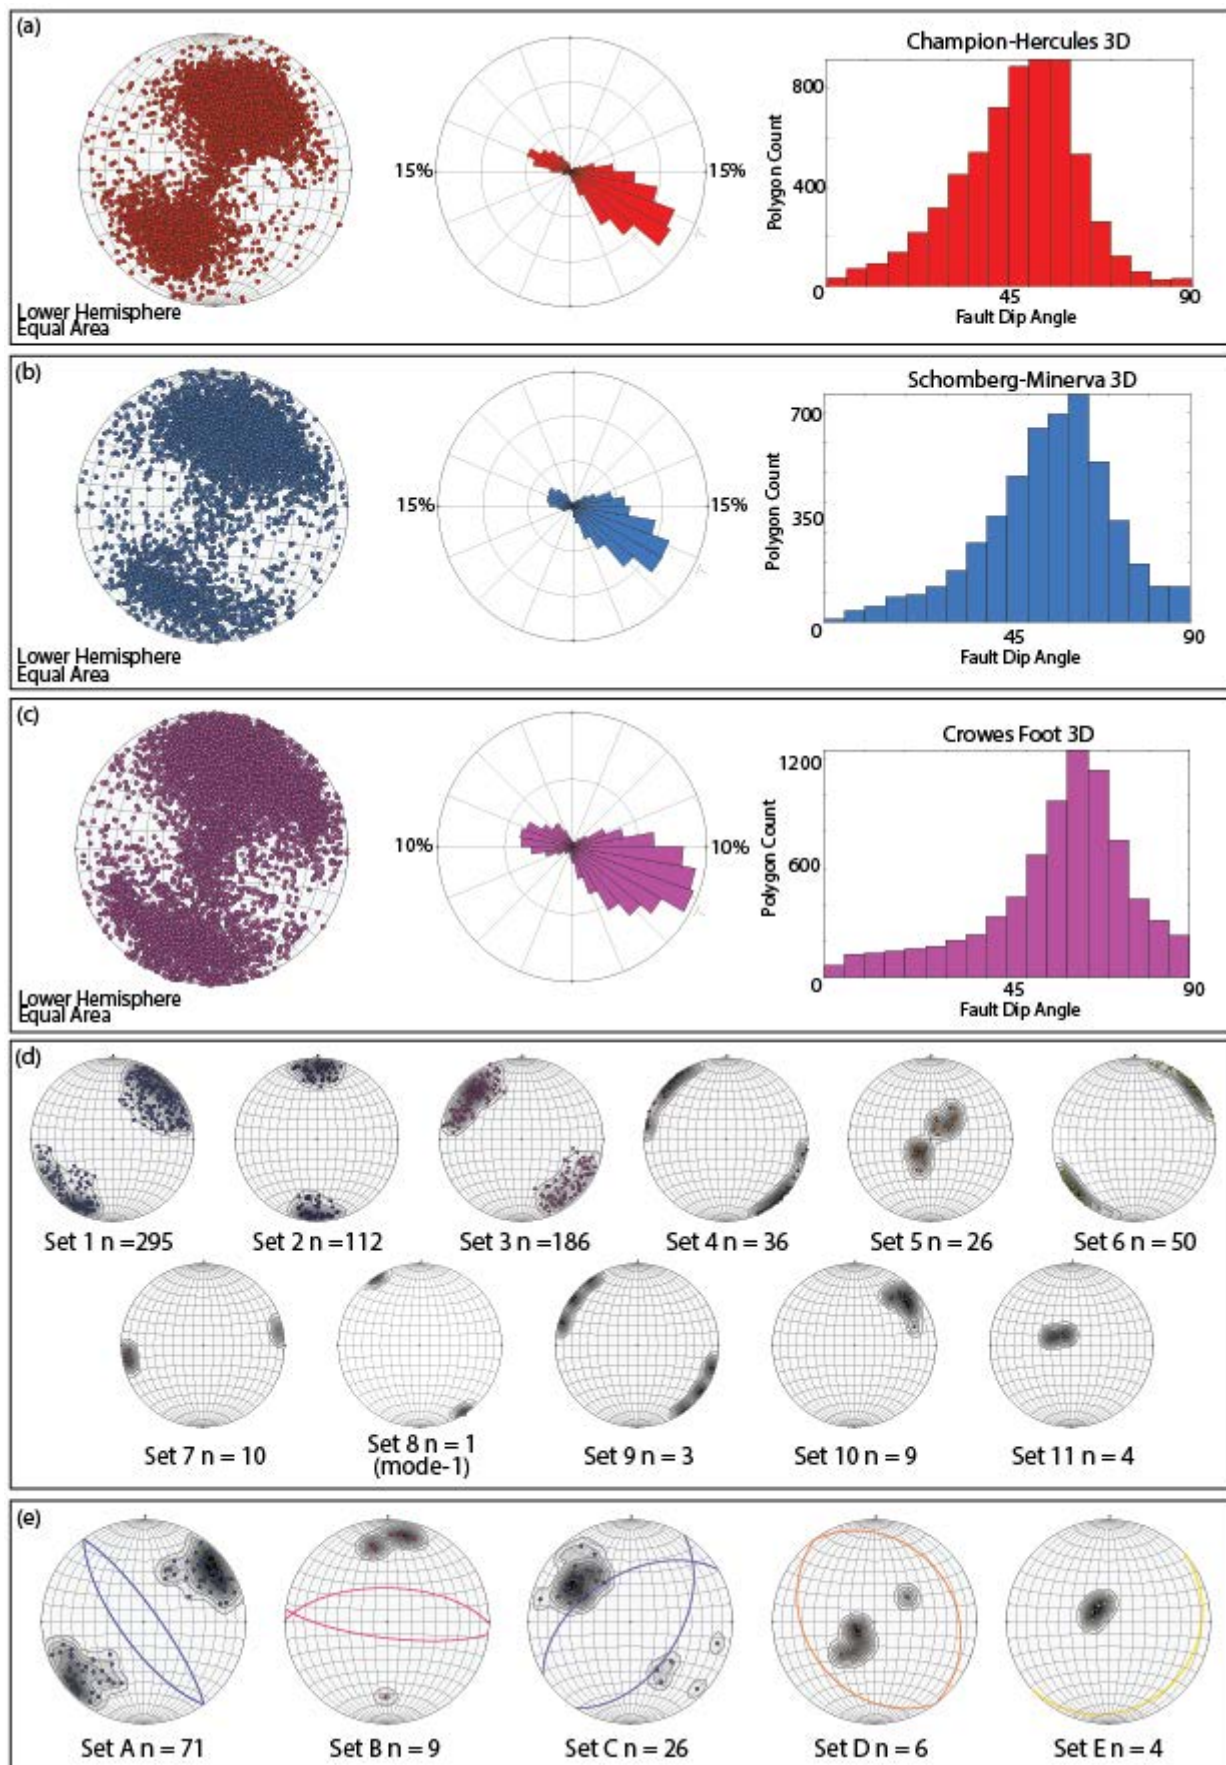 (a)
Champion-Hercules 3D
800
400
0
45
90
Polygon Count
Fault Dip Angle
15%
15%
Lower Hemisphere
Equal Area
(b)
Schomberg-Minerva 3D
700
350
0
45
90
Polygon Count
Fault Dip Angle
15%
15%
Lower Hemisphere
Equal Area
(c)
Crowes Foot 3D
1200
600
0
45
90
Polygon Count
Fault Dip Angle
10%
10%
Lower Hemisphere
Equal Area
(d)
Set 1 n =295
Set 2 n =112
Set 3 n =186
Set 4 n = 36
Set 5 n = 26
Set 6 n = 50
Set 7 n = 10
Set 8 n = 1
(mode-1)
Set 9 n = 3
Set 10 n = 9
Set 11 n = 4
(e)
Set A n = 71
Set B n = 9
Set C n = 26
Set D n = 6
Set E n = 4